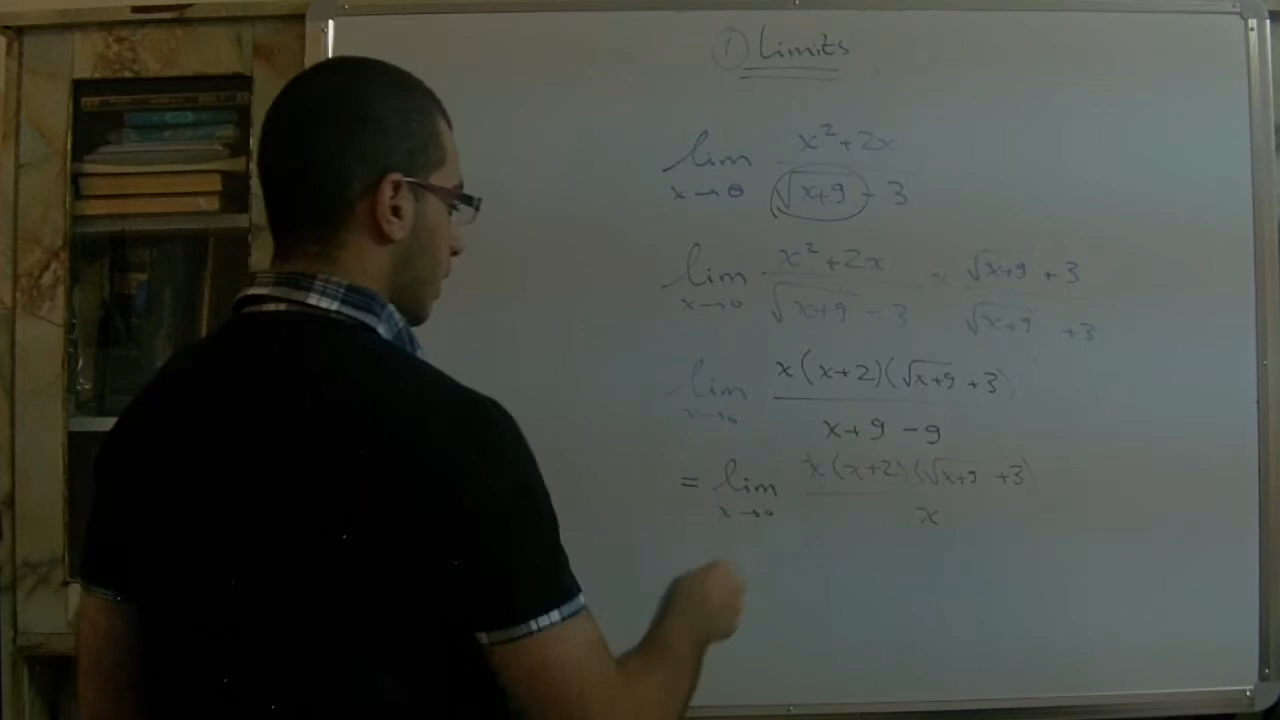 ① Limits
lim x→0 (x²+2x)/(√(x+9) - 3)
lim x→0 (x²+2x)/(√(x+9) - 3) × (√(x+9) + 3)/(√(x+9) + 3)
lim x→0 x(x+2)(√(x+9) + 3)/(x+9-9)
= lim x→0 x(x+2)(√(x+9) + 3)/x